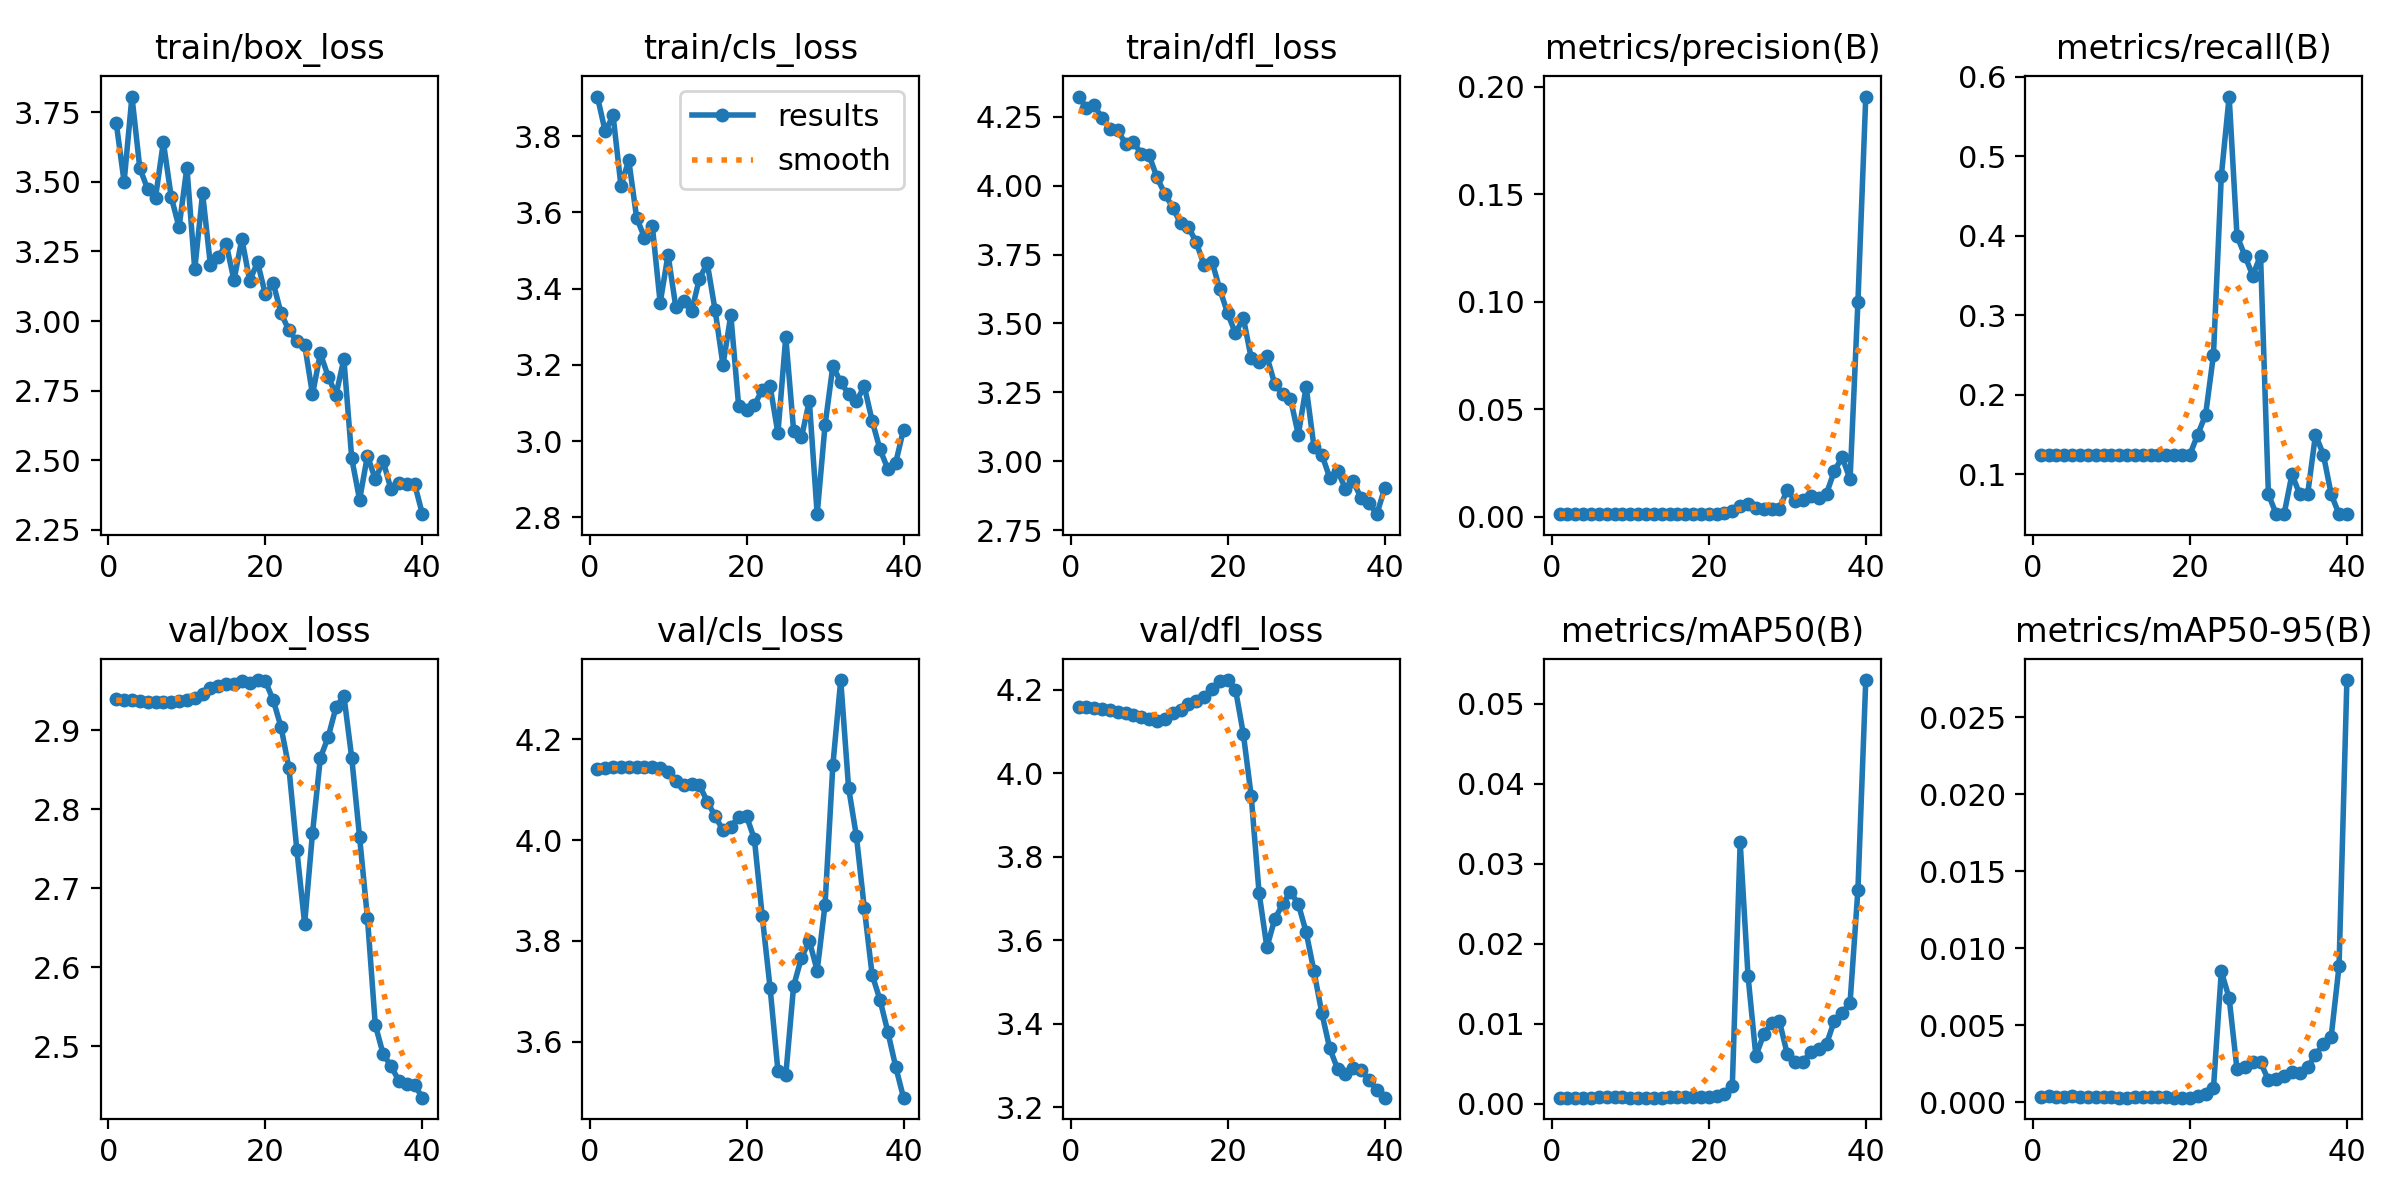 train/box_loss
3.75
3.50
3.25
3.00
2.75
2.50
2.25
0 20 40
train/cls_loss
results
smooth
3.8
3.6
3.4
3.2
3.0
2.8
0 20 40
train/dfl_loss
4.25
4.00
3.75
3.50
3.25
3.00
2.75
0 20 40
metrics/precision(B)
0.20
0.15
0.10
0.05
0.00
0 20 40
metrics/recall(B)
0.6
0.5
0.4
0.3
0.2
0.1
0 20 40
val/box_loss
2.9
2.8
2.7
2.6
2.5
0 20 40
val/cls_loss
4.2
4.0
3.8
3.6
0 20 40
val/dfl_loss
4.2
4.0
3.8
3.6
3.4
3.2
0 20 40
metrics/mAP50(B)
0.05
0.04
0.03
0.02
0.01
0.00
0 20 40
metrics/mAP50-95(B)
0.025
0.020
0.015
0.010
0.005
0.000
0 20 40